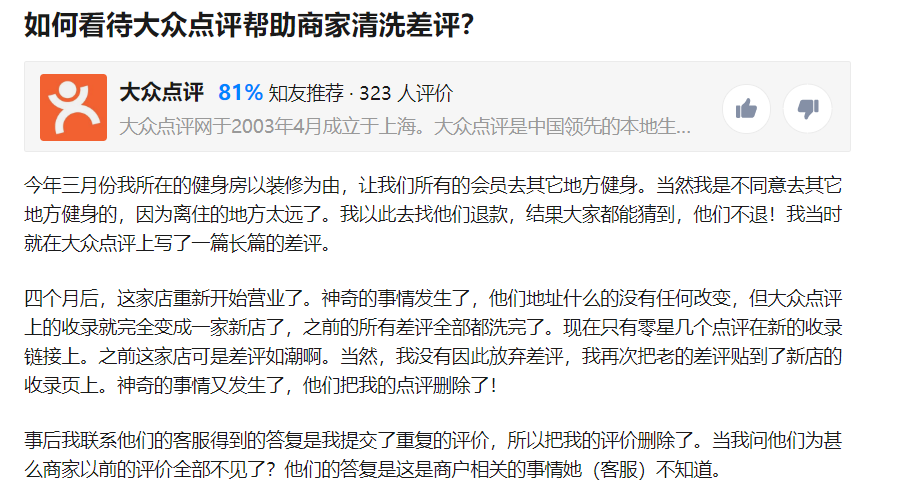 如何看待大众点评帮助商家清洗差评？
大众点评 81% 知友推荐 · 323 人评价
大众点评网于2003年4月成立于上海。大众点评是中国领先的本地生...
今年三月份我所在的健身房以装修为由，让我们所有的会员去其它地方健身。当然我是不同意去其它
地方健身的，因为离住的地方太远了。我以此去找他们退款，结果大家都能猜到，他们不退！我当时
就在大众点评上写了一篇长篇的差评。
四个月后，这家店重新开始营业了。神奇的事情发生了，他们地址什么的没有任何改变，但大众点评
上的收录就完全变成一家新店了，之前的所有差评全部都洗完了。现在只有零星几个点评在新的收录
链接上。之前这家店可是差评如潮啊。当然，我没有因此放弃差评，我再次把老的差评贴到了新店的
收录页上。神奇的事情又发生了，他们把我的点评删除了！
事后我联系他们的客服得到的答复是我提交了重复的评价，所以把我的评价删除了。当我问他们为甚
么商家以前的评价全部不见了？他们的答复是这是商户相关的事情她（客服）不知道。